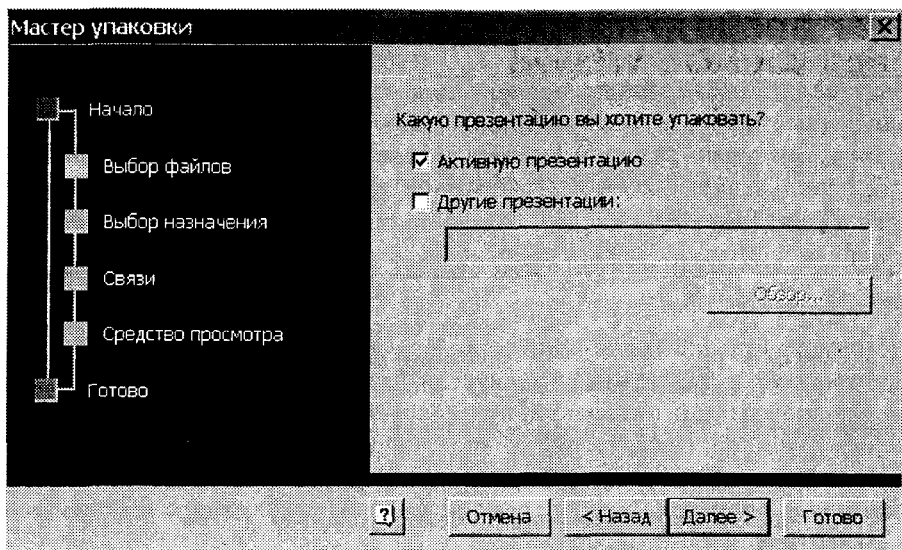 Мастер упаковки
Начало
Выбор файлов
Выбор назначения
Связи
Средство просмотра
Готово
Какую презентацию вы хотите упаковать?
Активную презентацию
Другие презентации:
Обзор...
Отмена
< Назад
Далее >
Готово